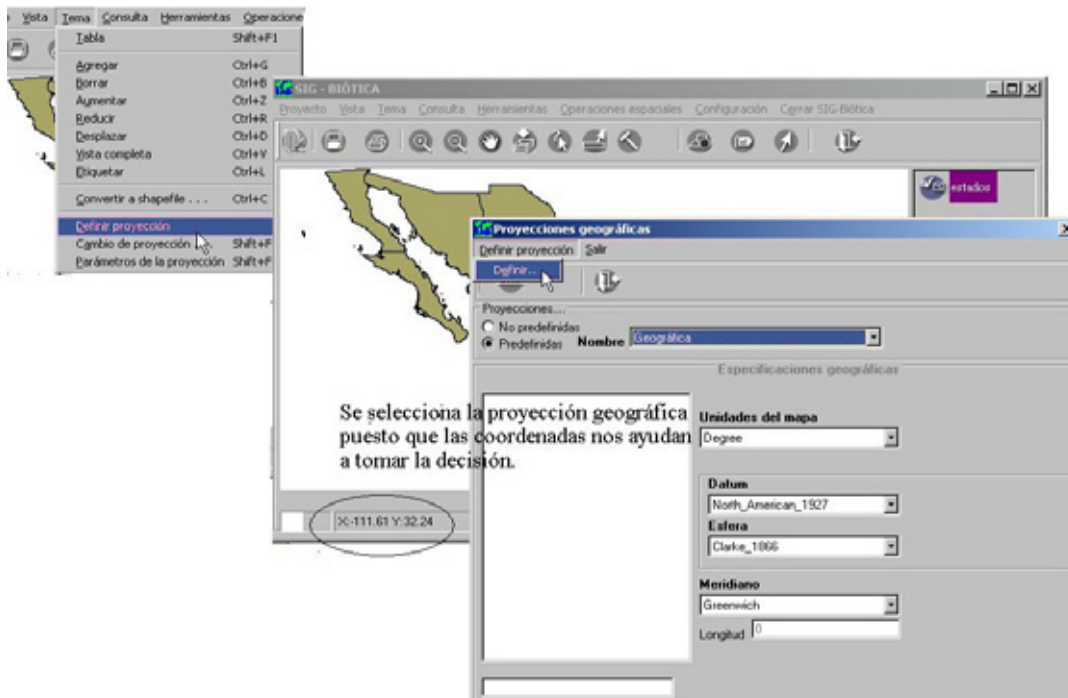 Vista Tema Consulta Herramientas Operacione
Tabla Shift+F1
Agregar Ctrl+G
Borrar Ctrl+B
Aumentar Ctrl+Z
Reducir Ctrl+R
Desplazar Ctrl+D
Vista completa Ctrl+V
Etiquetar Ctrl+L
Convertir a shapefile . . . Ctrl+C
Definir proyección
Cambio de proyección Shift+F
Parámetros de la proyección Shift+F
SIG - BIÓTICA
Proyecto Vista Tema Consulta Herramientas Operaciones espaciales Configuración Cerrar SIG-Biótica
estados
Proyecciones geográficas
Definir proyección Salir
Definir...
Proyecciones...
No predefinidas
Predefinidas Nombre Geográfica
Especificaciones geográficas
Se selecciona la proyección geográfica
puesto que las coordenadas nos ayudan
a tomar la decisión.
Unidades del mapa
Degree
Datum
North_American_1927
Esfera
Clarke_1866
Meridiano
Greenwich
Longitud 0
X:-111.61 Y:32.24